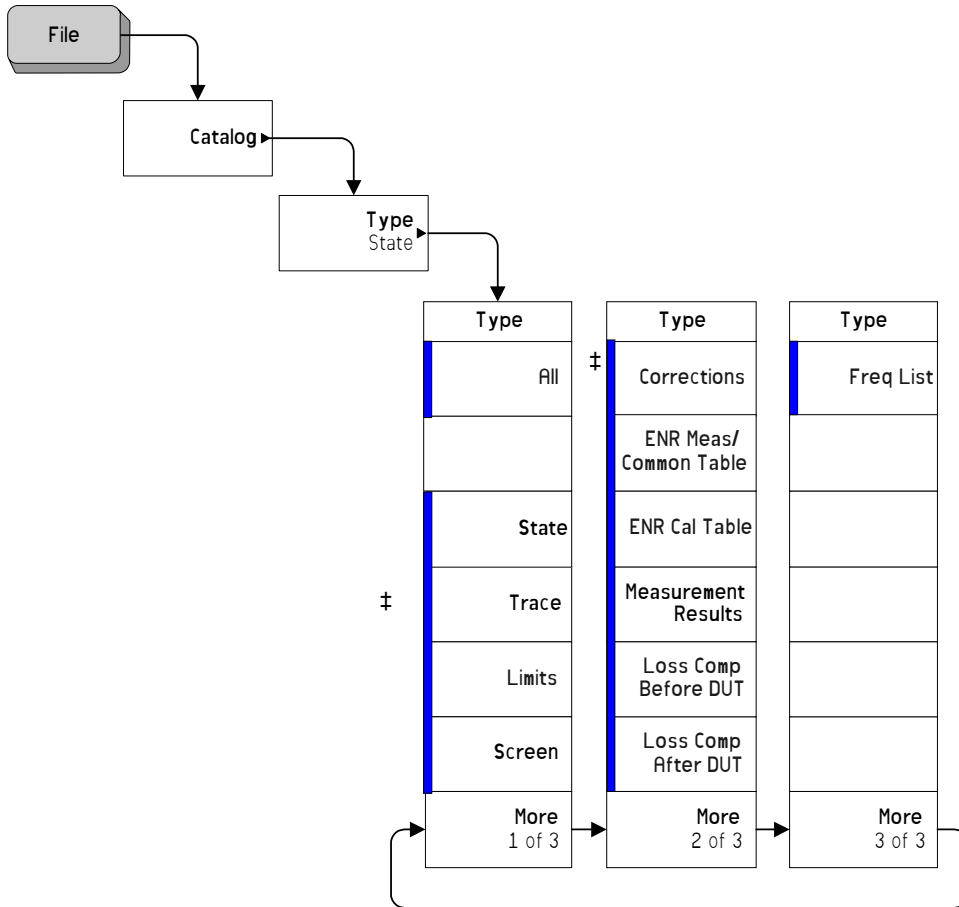 File
Catalog
Type
State
Type
All
State
‡
Trace
Limits
Screen
More
1 of 3
Type
‡
Corrections
ENR Meas/
Common Table
ENR Cal Table
Measurement
Results
Loss Comp
Before DUT
Loss Comp
After DUT
More
2 of 3
Type
Freq List
More
3 of 3